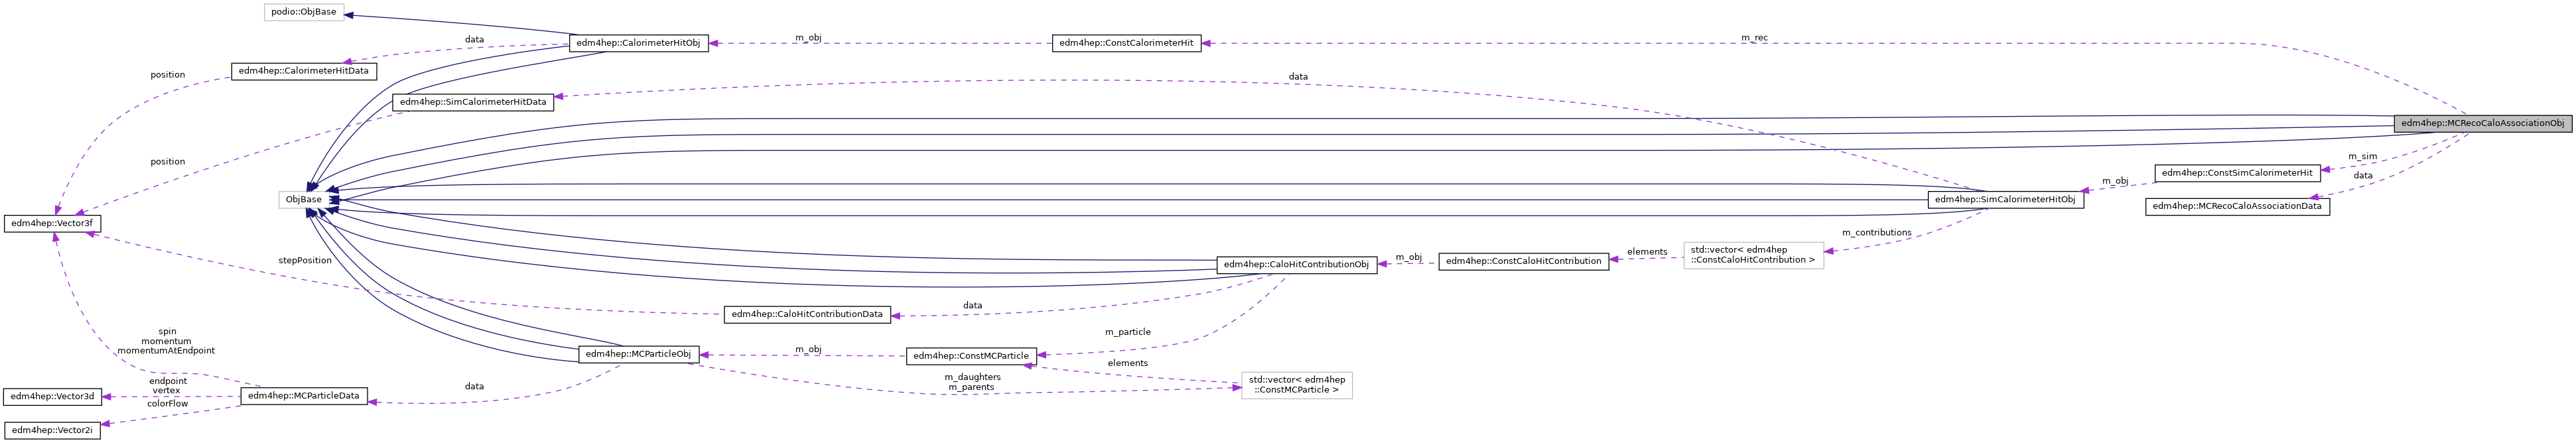 podio::ObjBase
edm4hep::CalorimeterHitObj
data
m_obj
edm4hep::ConstCalorimeterHit
m_rec
edm4hep::CalorimeterHitData
position
data
edm4hep::SimCalorimeterHitData
edm4hep::MCRecoCaloAssociationObj
position
m_sim
edm4hep::ConstSimCalorimeterHit
data
m_obj
ObjBase
edm4hep::SimCalorimeterHitObj
edm4hep::MCRecoCaloAssociationData
edm4hep::Vector3f
m_contributions
std::vector< edm4hep
::ConstCaloHitContribution >
elements
edm4hep::ConstCaloHitContribution
m_obj
edm4hep::CaloHitContributionObj
stepPosition
data
edm4hep::CaloHitContributionData
m_particle
spin
momentum
momentumAtEndpoint
edm4hep::MCParticleObj
m_obj
edm4hep::ConstMCParticle
elements
m_daughters
m_parents
std::vector< edm4hep
::ConstMCParticle >
data
endpoint
vertex
edm4hep::Vector3d
edm4hep::MCParticleData
colorFlow
edm4hep::Vector2i